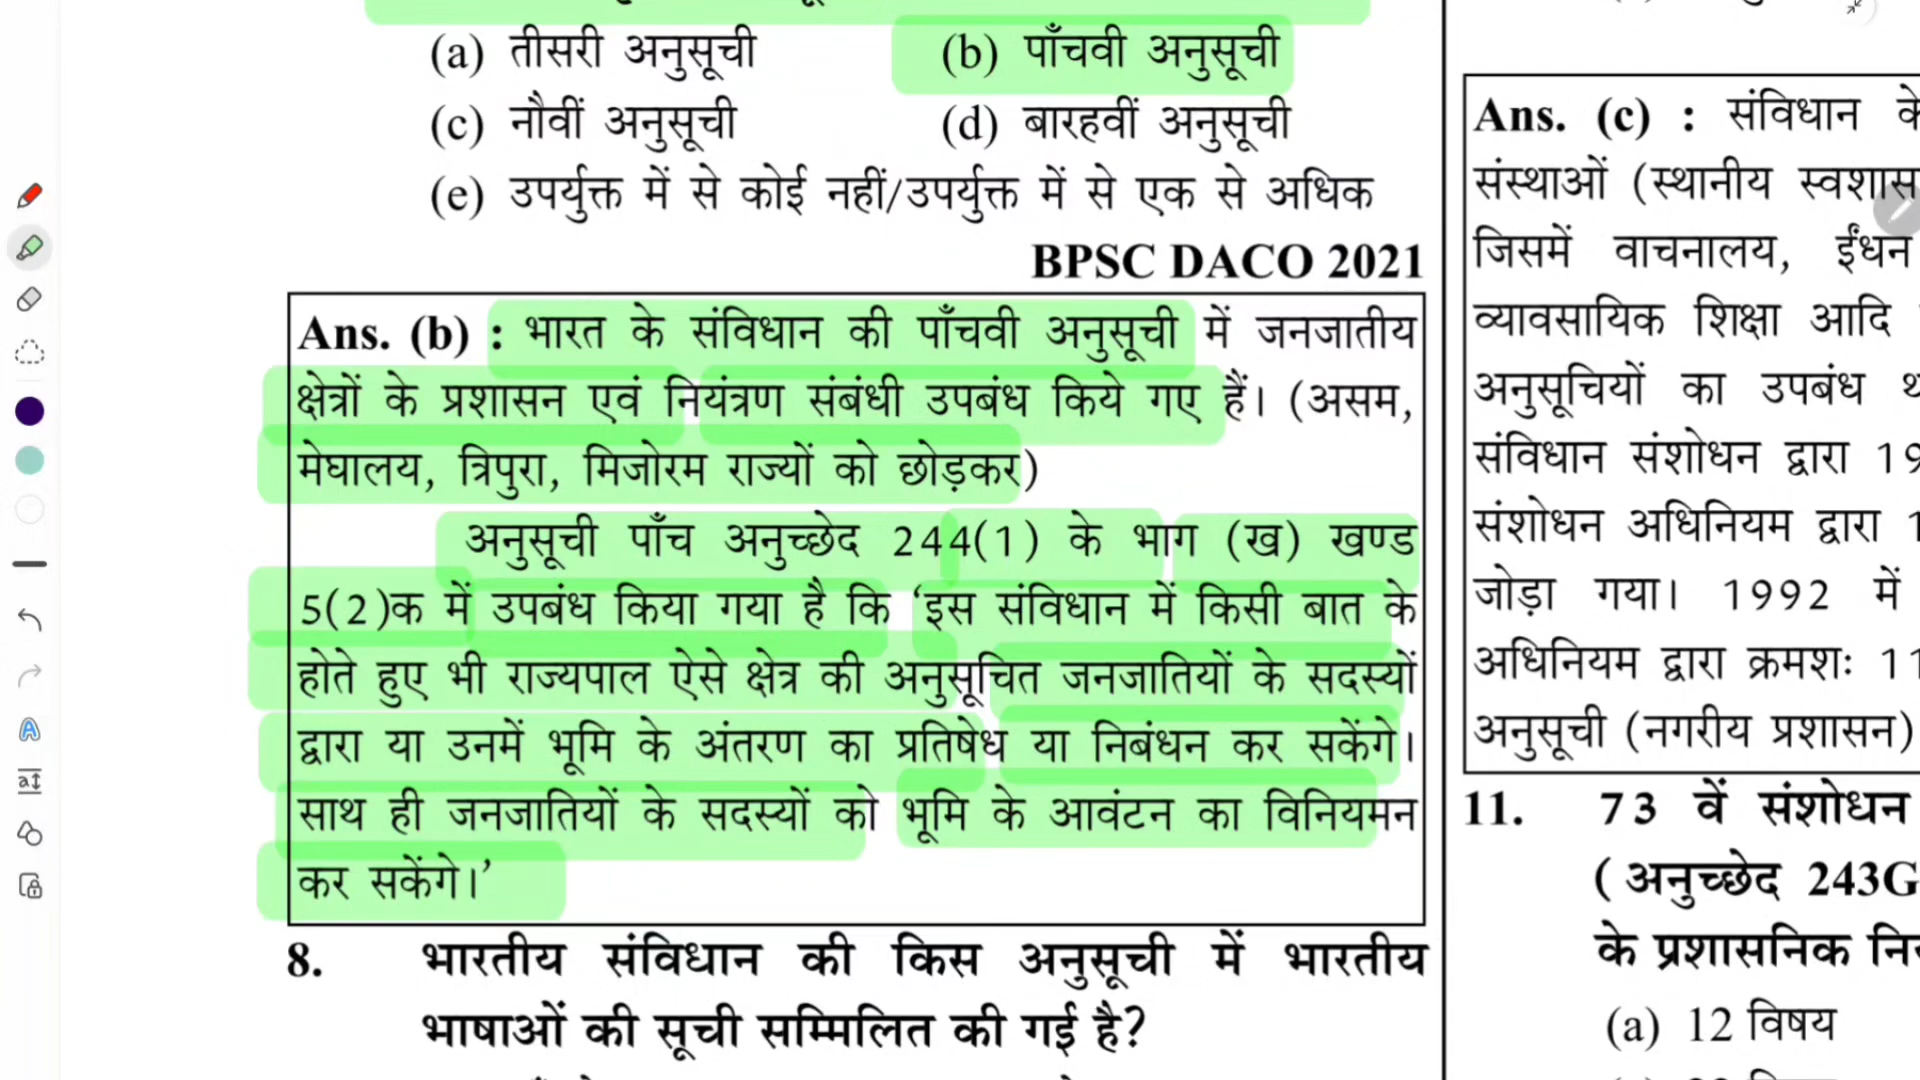 (a) तीसरी अनुसूची (b) पाँचवी अनुसूची
(c) नौवीं अनुसूची (d) बारहवीं अनुसूची
(e) उपर्युक्त में से कोई नहीं/उपर्युक्त में से एक से अधिक
BPSC DACO 2021
Ans. (b) : भारत के संविधान की पाँचवी अनुसूची में जनजातीय
क्षेत्रों के प्रशासन एवं नियंत्रण संबंधी उपबंध किये गए हैं। (असम,
मेघालय, त्रिपुरा, मिजोरम राज्यों को छोड़कर)
अनुसूची पाँच अनुच्छेद 244(1) के भाग (ख) खण्ड
5(2)क में उपबंध किया गया है कि ‘इस संविधान में किसी बात के
होते हुए भी राज्यपाल ऐसे क्षेत्र की अनुसूचित जनजातियों के सदस्यों
द्वारा या उनमें भूमि के अंतरण का प्रतिषेध या निबंधन कर सकेंगे।
साथ ही जनजातियों के सदस्यों को भूमि के आवंटन का विनियमन
कर सकेंगे।’
8. भारतीय संविधान की किस अनुसूची में भारतीय
भाषाओं की सूची सम्मिलित की गई है?
Ans. (c) : संविधान के
संस्थाओं (स्थानीय
जिसमें वाचनालय, ईंधन
व्यावसायिक शिक्षा आदि
अनुसूचियों का उपबंध
संविधान संशोधन द्वारा 19
संशोधन अधिनियम द्वारा 1
जोड़ा गया। 1992 में
अधिनियम द्वारा क्रमशः 11
अनुसूची (नगरीय प्रशासन)
11. 73 वें संशोधन
( अनुच्छेद 243G
के प्रशासनिक
(a) 12 विषय